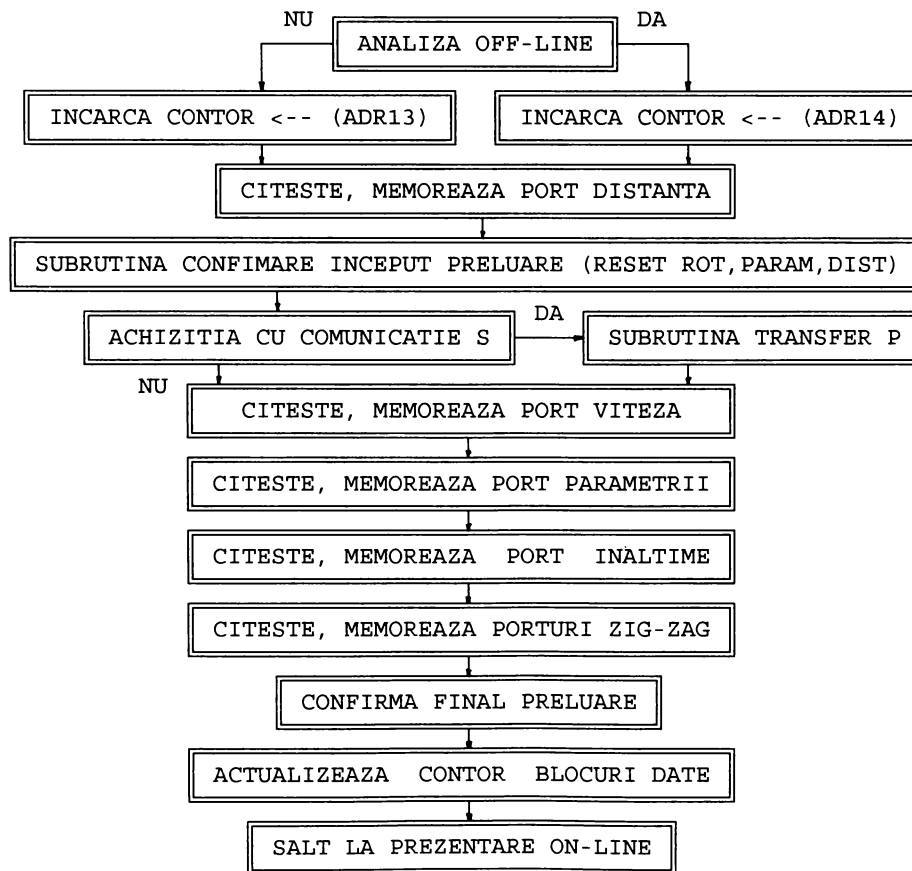 NU DA
ANALIZA OFF-LINE
INCARCA CONTOR <-- (ADR13)
INCARCA CONTOR <-- (ADR14)
CITESTE, MEMOREAZA PORT DISTANTA
SUBRUTINA CONFIMARE INCEPUT PRELUARE (RESET ROT,PARAM,DIST)
ACHIZITIA CU COMUNICATIE S
DA
SUBRUTINA TRANSFER P
NU
CITESTE, MEMOREAZA PORT VITEZA
CITESTE, MEMOREAZA PORT PARAMETRII
CITESTE, MEMOREAZA PORT INALTIME
CITESTE, MEMOREAZA PORTURI ZIG-ZAG
CONFIRMA FINAL PRELUARE
ACTUALIZEAZA CONTOR BLOCURI DATE
SALT LA PREZENTARE ON-LINE